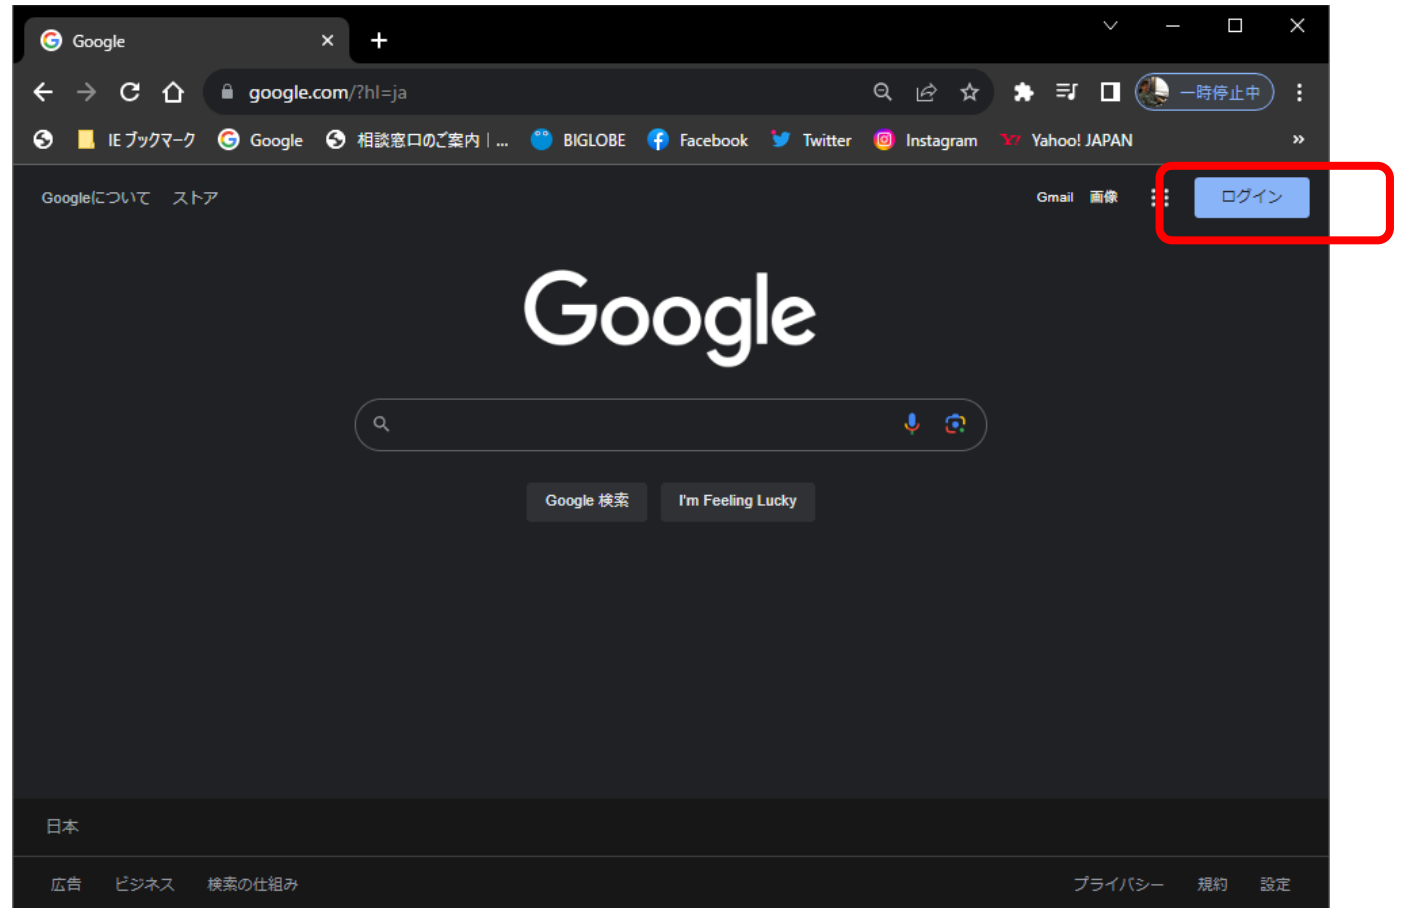 Google
google.com/?hl=ja
一時停止中
IE ブックマーク Google 相談窓口のご案内 | ... BIGLOBE Facebook Twitter Instagram Yahoo! JAPAN
Googleについて ストア Gmail 画像 ログイン
Google
Google 検索 I'm Feeling Lucky
日本
広告 ビジネス 検索の仕組み プライバシー 規約 設定